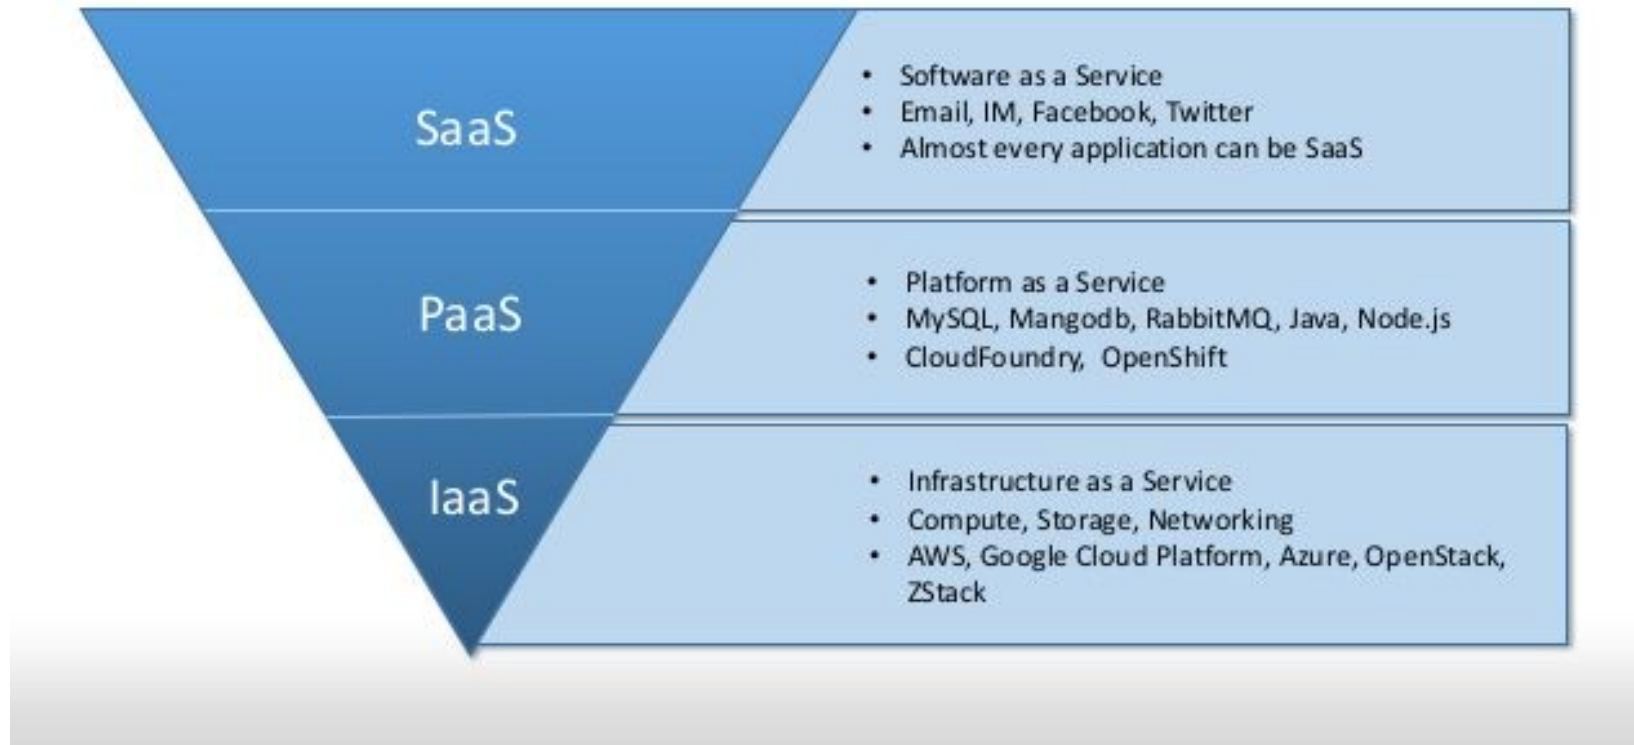 SaaS
• Software as a Service
• Email, IM, Facebook, Twitter
• Almost every application can be SaaS
PaaS
• Platform as a Service
• MySQL, Mangodb, RabbitMQ, Java, Node.js
• CloudFoundry, OpenShift
IaaS
• Infrastructure as a Service
• Compute, Storage, Networking
• AWS, Google Cloud Platform, Azure, OpenStack,
ZStack